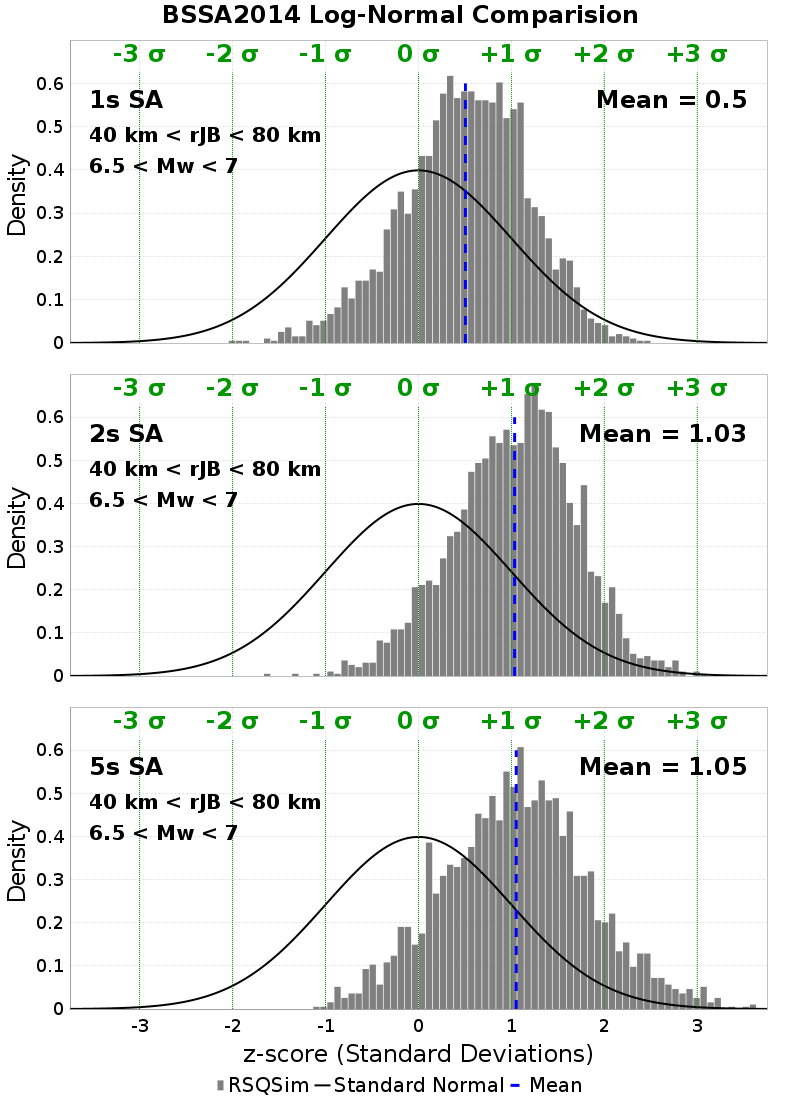 BSSA2014 Log-Normal Comparision
-3 σ -2 σ -1 σ 0 σ +1 σ +2 σ +3 σ
1s SA Mean = 0.5
40 km < rJB < 80 km
6.5 < Mw < 7
Density
0.6
0.5
0.4
0.3
0.2
0.1
0
-3 σ -2 σ -1 σ 0 σ +1 σ +2 σ +3 σ
2s SA Mean = 1.03
40 km < rJB < 80 km
6.5 < Mw < 7
Density
0.6
0.5
0.4
0.3
0.2
0.1
0
-3 σ -2 σ -1 σ 0 σ +1 σ +2 σ +3 σ
5s SA Mean = 1.05
40 km < rJB < 80 km
6.5 < Mw < 7
Density
0.6
0.5
0.4
0.3
0.2
0.1
0
-3 -2 -1 0 1 2 3
z-score (Standard Deviations)
RSQSim Standard Normal Mean